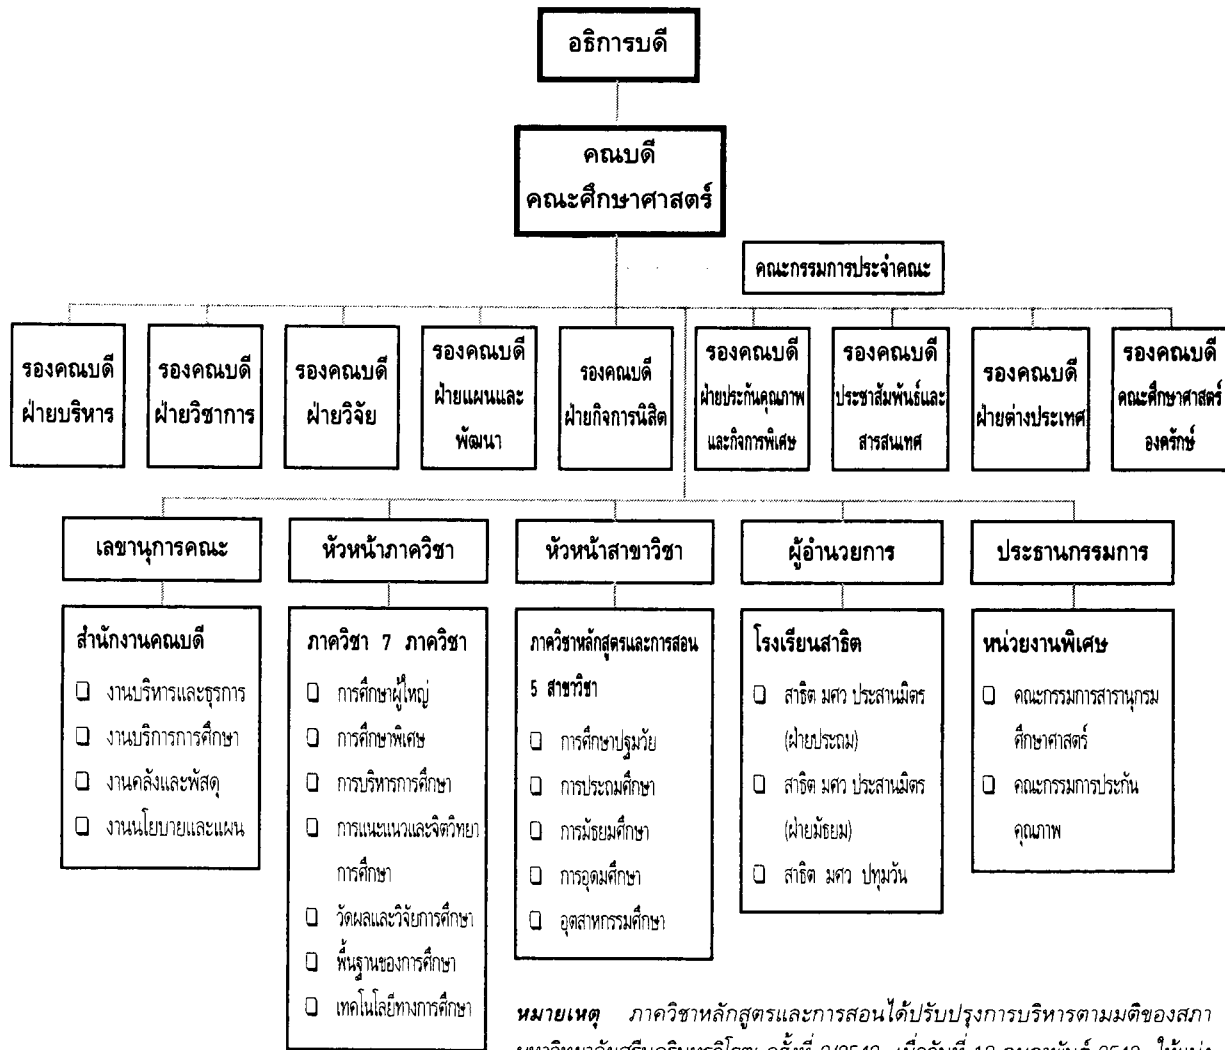 อธิการบดี
คณบดี
คณะศึกษาศาสตร์
คณะกรรมการประจำคณะ
รองคณบดี
ฝ่ายบริหาร
รองคณบดี
ฝ่ายวิชาการ
รองคณบดี
ฝ่ายวิจัย
รองคณบดี
ฝ่ายแผนและ
พัฒนา
รองคณบดี
ฝ่ายกิจการนิสิต
รองคณบดี
ฝ่ายประกันคุณภาพ
และกิจการพิเศษ
รองคณบดี
ประชาสัมพันธ์และ
สารสนเทศ
รองคณบดี
ฝ่ายต่างประเทศ
รองคณบดี
คณะศึกษาศาสตร์
องครักษ์
เลขานุการคณะ
สำนักงานคณบดี
งานบริหารและธุรการ
งานบริการการศึกษา
งานคลังและพัสดุ
งานนโยบายและแผน
หัวหน้าภาควิชา
ภาควิชา 7 ภาควิชา
การศึกษาผู้ใหญ่
การศึกษาพิเศษ
การบริหารการศึกษา
การแนะแนวและจิตวิทยา
การศึกษา
วัดผลและวิจัยการศึกษา
พื้นฐานของการศึกษา
เทคโนโลยีทางการศึกษา
หัวหน้าสาขาวิชา
ภาควิชาหลักสูตรและการสอน
5 สาขาวิชา
การศึกษาปฐมวัย
การประถมศึกษา
การมัธยมศึกษา
การอุดมศึกษา
อุตสาหกรรมศึกษา
ผู้อำนวยการ
โรงเรียนสาธิต
สาธิต มศว ประสานมิตร
(ฝ่ายประถม)
สาธิต มศว ประสานมิตร
(ฝ่ายมัธยม)
สาธิต มศว ปทุมวัน
ประธานกรรมการ
หน่วยงานพิเศษ
คณะกรรมการสารานุกรม
ศึกษาศาสตร์
คณะกรรมการประกัน
คุณภาพ
หมายเหตุ ภาควิชาหลักสูตรและการสอนได้ปรับปรุงการบริหารตามมติของสภา